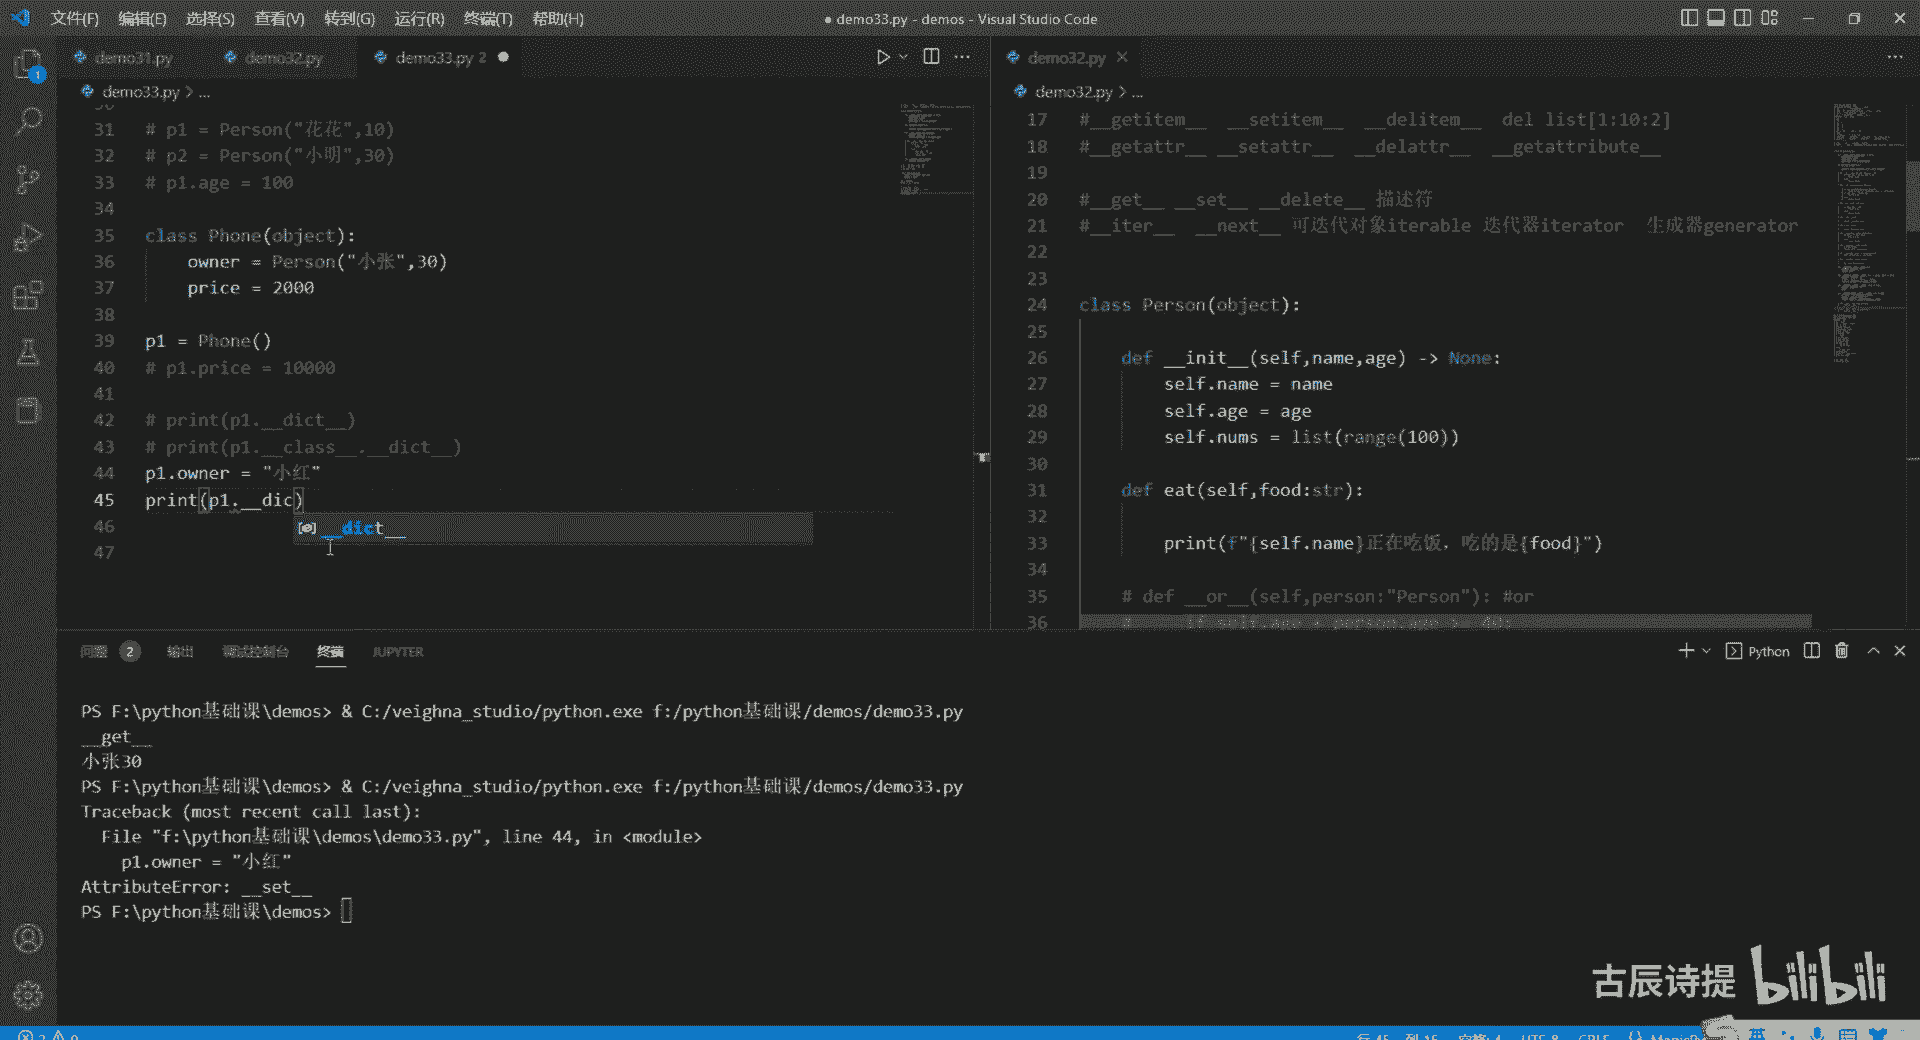 文件(F) 编辑(E) 选择(S) 查看(V) 转到(G) 运行(R) 终端(T) 帮助(H)
● demo33.py - demos - Visual Studio Code
demo31.py demo32.py demo33.py 2
demo33.py > ...
31 # p1 = Person("花花",10)
32 # p2 = Person("小明",30)
33 # p1.age = 100
34
35 class Phone(object):
36 owner = Person("小张",30)
37 price = 2000
38
39 p1 = Phone()
40 # p1.price = 10000
41
42 # print(p1.__dict__)
43 # print(p1.__class__.__dict__)
44 p1.owner = "小红"
45 print(p1.__dic)
46 __dict__
47
demo32.py
demo32.py > ...
17 #__getitem__ __setitem__ __delitem__ del list[1:10:2]
18 #__getattr__ __setattr__ __delattr__ __getattribute__
19
20 #__get__ __set__ __delete__ 描述符
21 #__iter__ __next__ 可迭代对象iterable 迭代器iterator 生成器generator
22
23
24 class Person(object):
25
26 def __init__(self,name,age) -> None:
27 self.name = name
28 self.age = age
29 self.nums = list(range(100))
30
31 def eat(self,food:str):
32
33 print(f"{self.name}正在吃饭，吃的是{food}")
34
35 # def __or__(self,person:"Person"): #or
36 # if self.age + person.age >= 40:
问题 2 输出 调试控制台 终端 JUPYTER
Python
PS F:\python基础课\demos> & C:/veighna_studio/python.exe f:/python基础课/demos/demo33.py
__get__
小张30
PS F:\python基础课\demos> & C:/veighna_studio/python.exe f:/python基础课/demos/demo33.py
Traceback (most recent call last):
File "f:\python基础课\demos\demo33.py", line 44, in <module>
p1.owner = "小红"
AttributeError: __set__
PS F:\python基础课\demos>
古辰诗提 bilibili